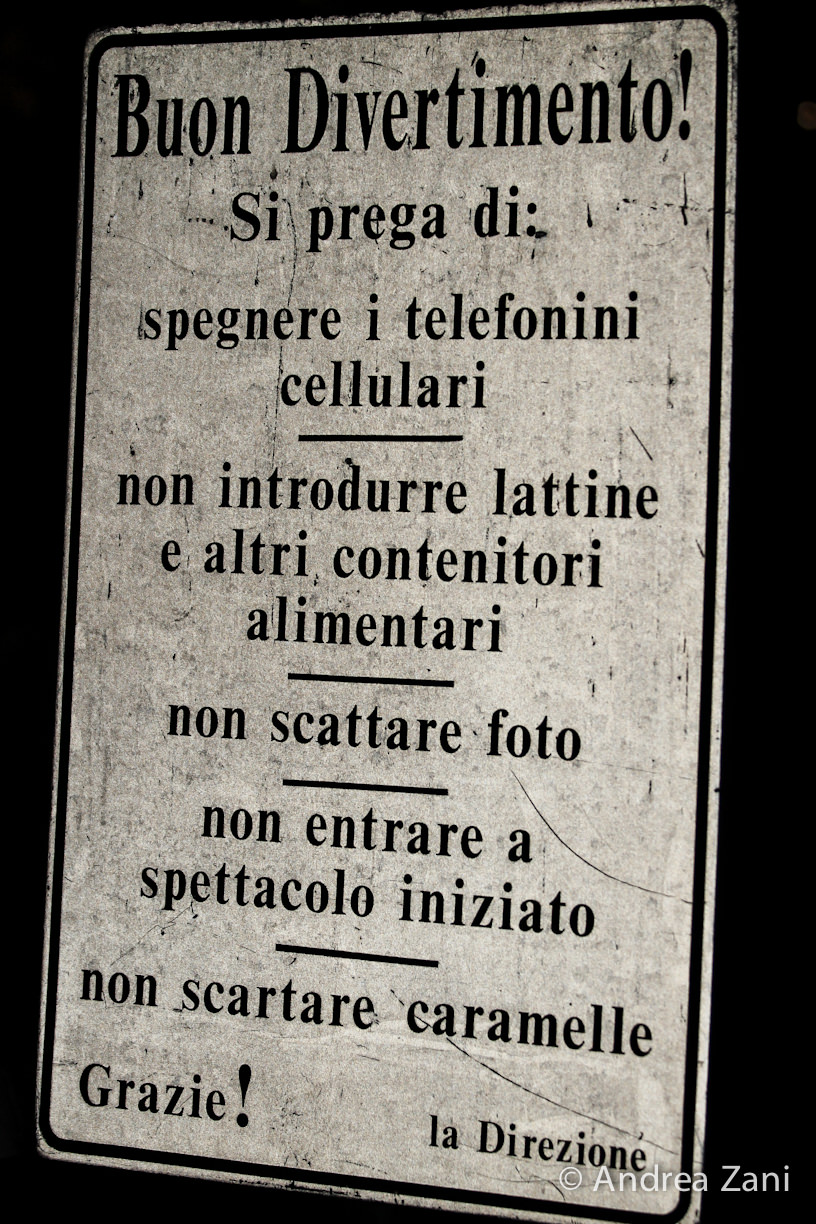 Buon Divertimento!
Si prega di:
spegnere i telefonini
cellulari
non introdurre lattine
e altri contenitori
alimentari
non scattare foto
non entrare a
spettacolo iniziato
non scartare caramelle
Grazie!
la Direzione
© Andrea Zani